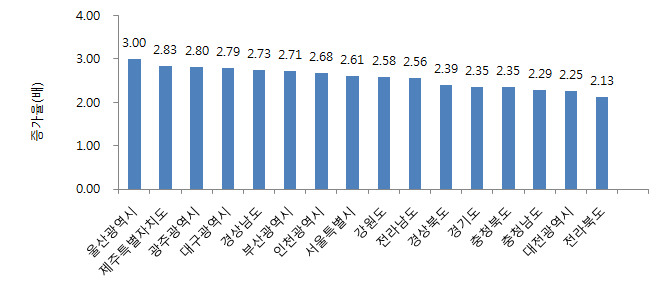 4.00
3.00
2.00
1.00
0.00
증가율(배)
3.00
2.83
2.80
2.79
2.73
2.71
2.68
2.61
2.58
2.56
2.39
2.35
2.35
2.29
2.25
2.13
울산광역시
제주특별자치도
광주광역시
대구광역시
경상남도
부산광역시
인천광역시
서울특별시
강원도
전라남도
경상북도
경기도
충청북도
충청남도
대전광역시
전라북도